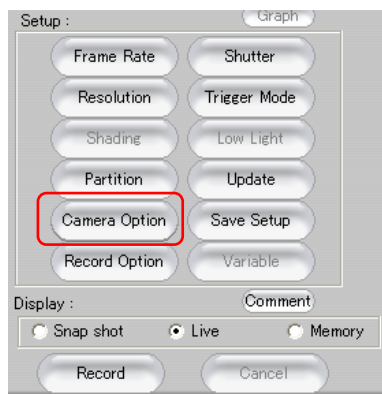 Setup : Graph
Frame Rate Shutter
Resolution Trigger Mode
Shading Low Light
Partition Update
Camera Option Save Setup
Record Option Variable
Display : Comment
Snap shot Live Memory
Record Cancel